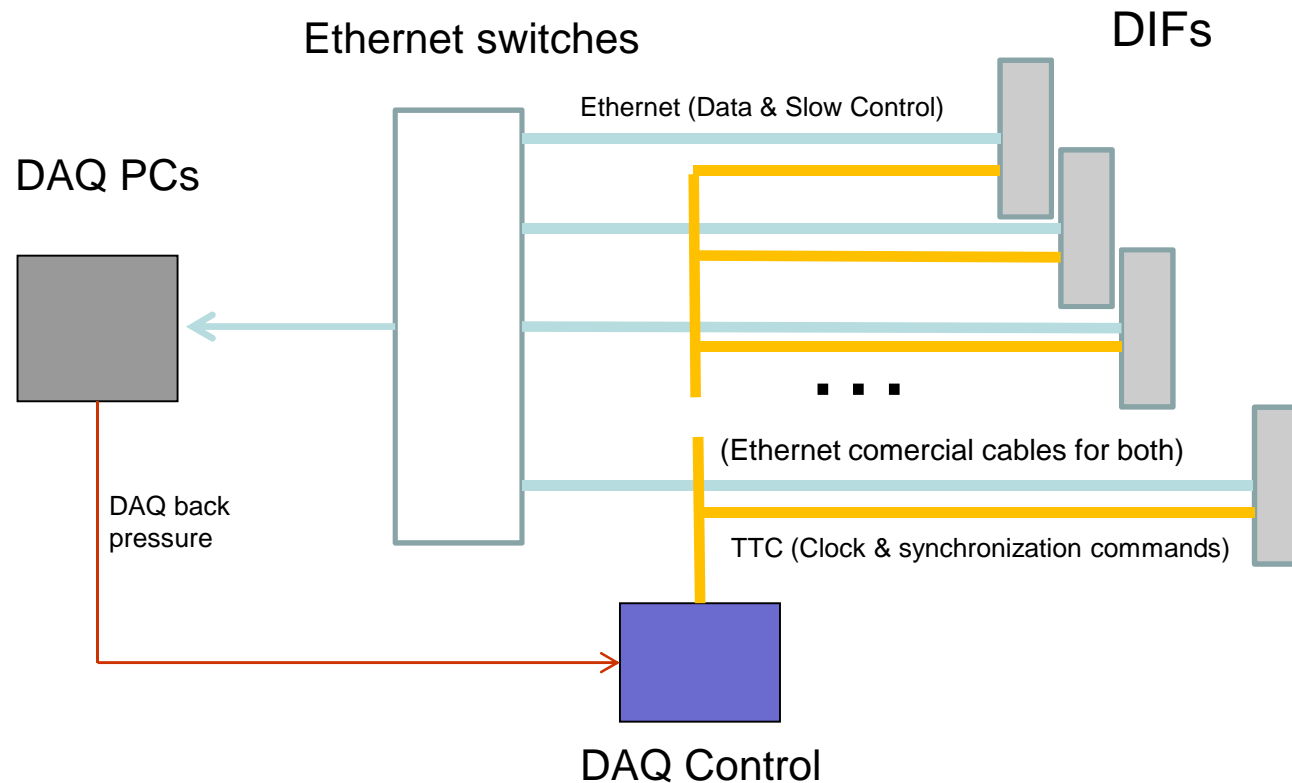 Ethernet switches
DIFs
Ethernet (Data & Slow Control)
DAQ PCs
. . .
(Ethernet comercial cables for both)
DAQ back
pressure
TTC (Clock & synchronization commands)
DAQ Control